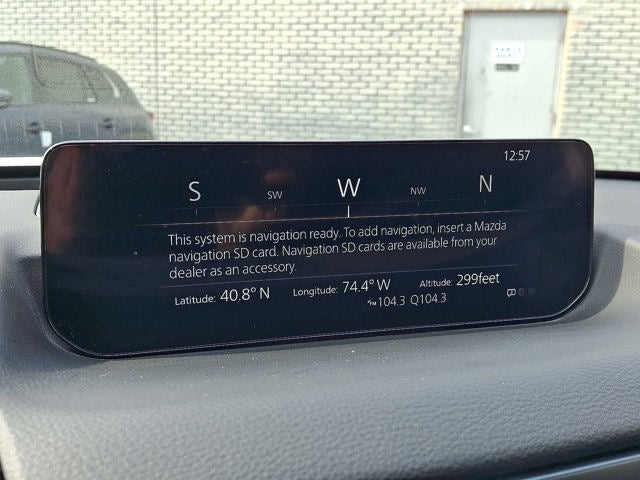 12:57
S SW W NW N
This system is navigation ready. To add navigation, insert a Mazda
navigation SD card. Navigation SD cards are available from your
dealer as an accessory.
Latitude: 40.8° N Longitude: 74.4° W Altitude: 299feet
FM 104.3 Q104.3